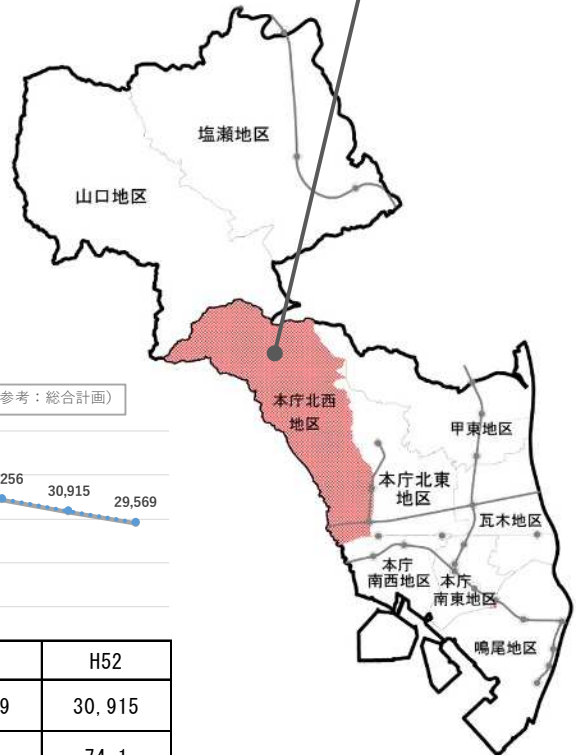 塩瀬地区
山口地区
参考：総合計画）
本庁北西
地区
甲東地区
256
30,915
29,569
本庁北東
地区
瓦木地区
本庁
南西地区
本庁
南東地区
鳴尾地区
H52
9
30,915
74.1